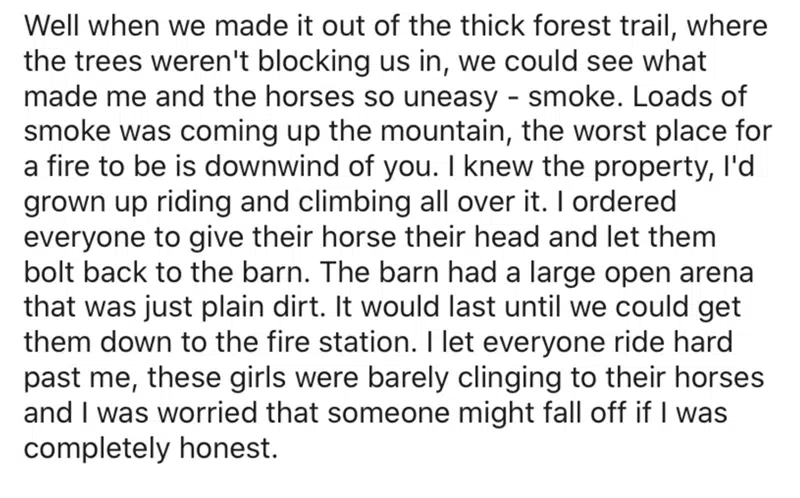 Well when we made it out of the thick forest trail, where
the trees weren't blocking us in, we could see what
made me and the horses so uneasy - smoke. Loads of
smoke was coming up the mountain, the worst place for
a fire to be is downwind of you. I knew the property, I'd
grown up riding and climbing all over it. I ordered
everyone to give their horse their head and let them
bolt back to the barn. The barn had a large open arena
that was just plain dirt. It would last until we could get
them down to the fire station. I let everyone ride hard
past me, these girls were barely clinging to their horses
and I was worried that someone might fall off if I was
completely honest.